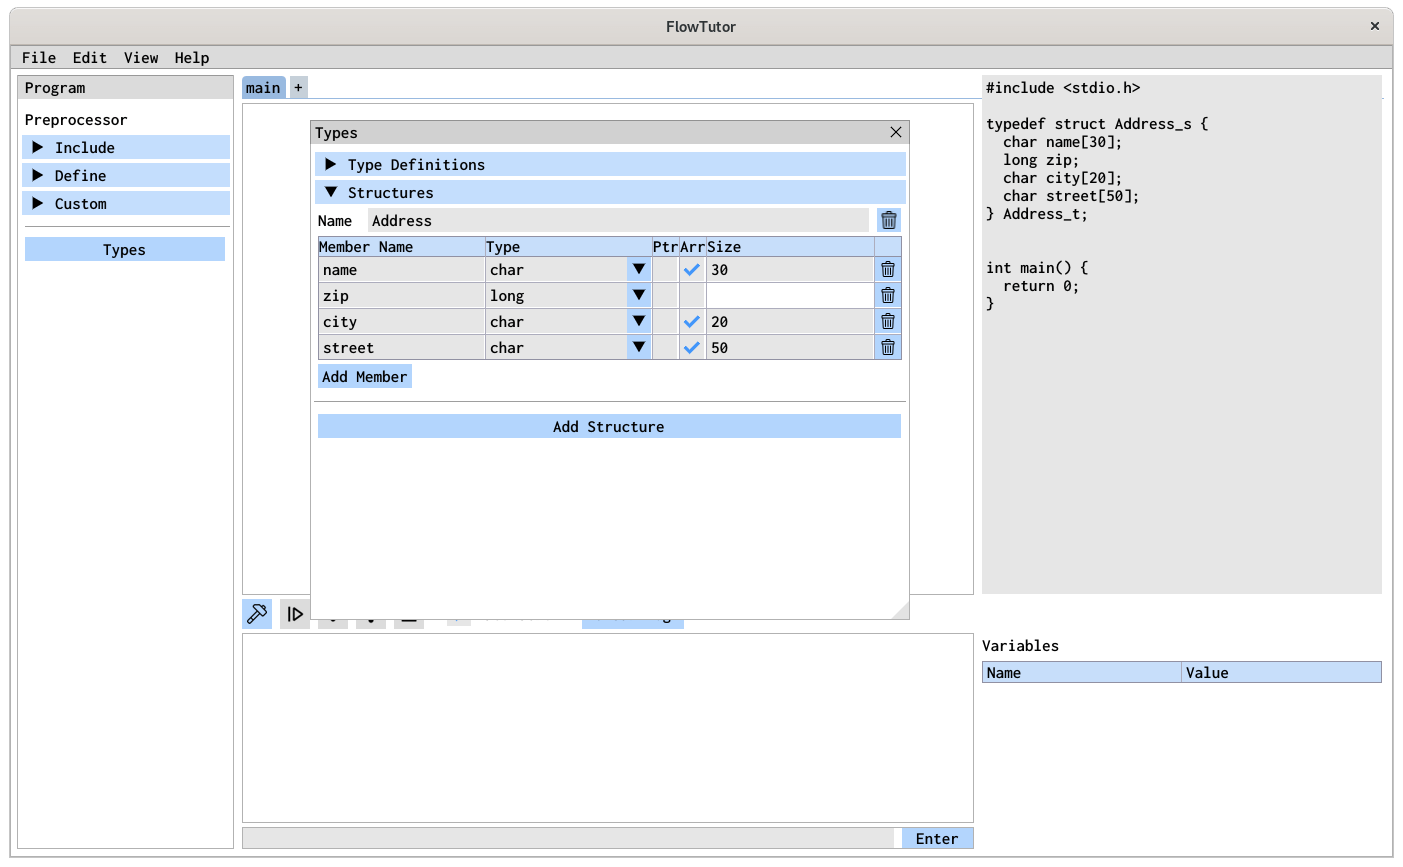 FlowTutor
File Edit View Help
Program
Preprocessor
Include
Define
Custom
Types
main +
Types
Type Definitions
Structures
Name Address
Member Name Type Ptr Arr Size
name char 30
zip long
city char 20
street char 50
Add Member
Add Structure
Enter
#include <stdio.h>
typedef struct Address_s {
char name[30];
long zip;
char city[20];
char street[50];
} Address_t;
int main() {
return 0;
}
Variables
Name Value